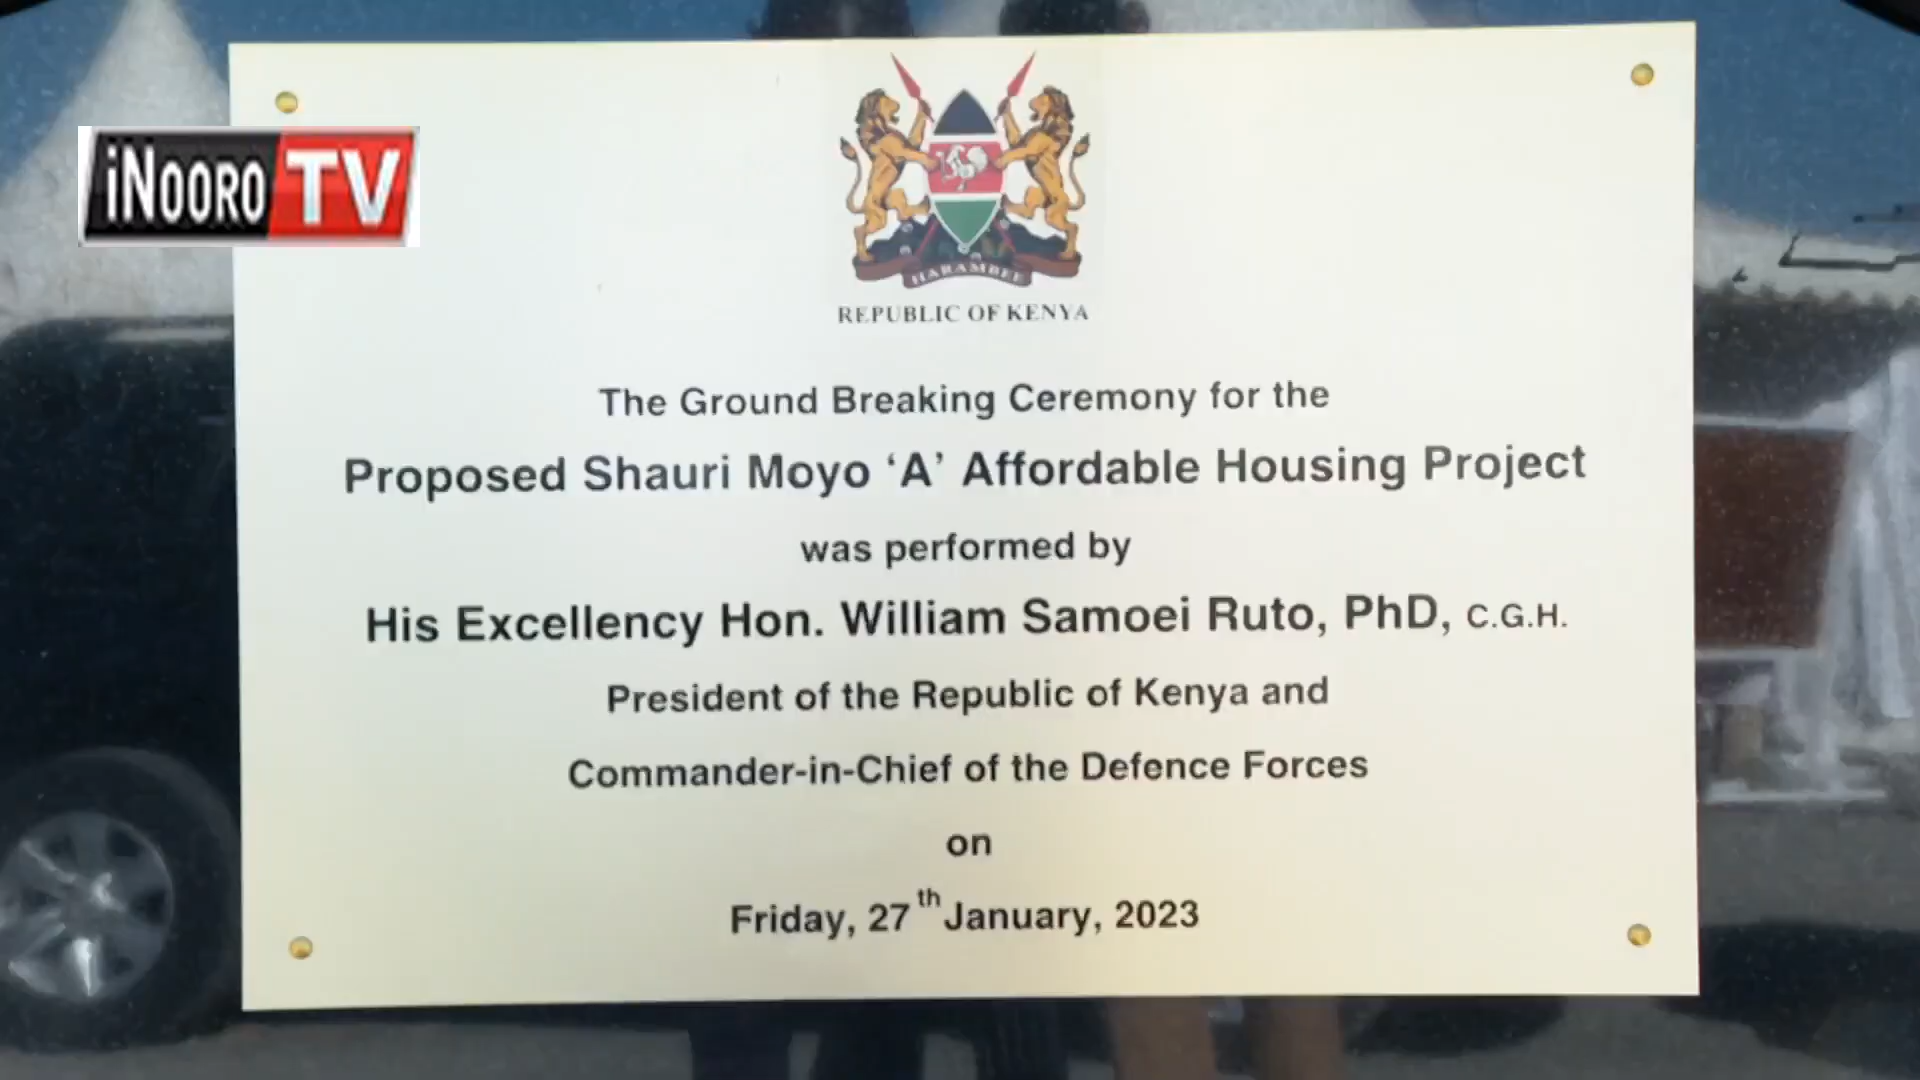 iNOORO TV
HARAMBEE
REPUBLIC OF KENYA
The Ground Breaking Ceremony for the
Proposed Shauri Moyo ‘A’ Affordable Housing Project
was performed by
His Excellency Hon. William Samoei Ruto, PhD, C.G.H.
President of the Republic of Kenya and
Commander-in-Chief of the Defence Forces
on
Friday, 27th January, 2023